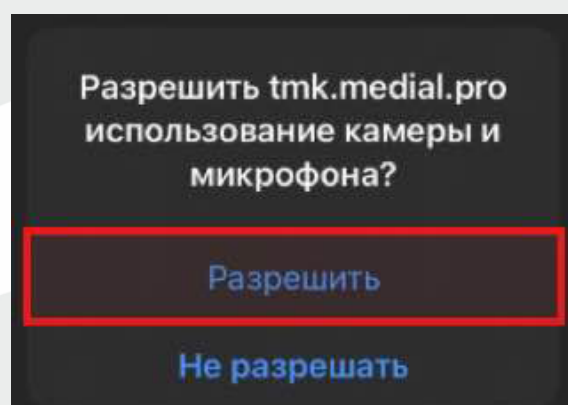 Разрешить tmk.medial.pro
использование камеры и
микрофона?
Разрешить
Не разрешать